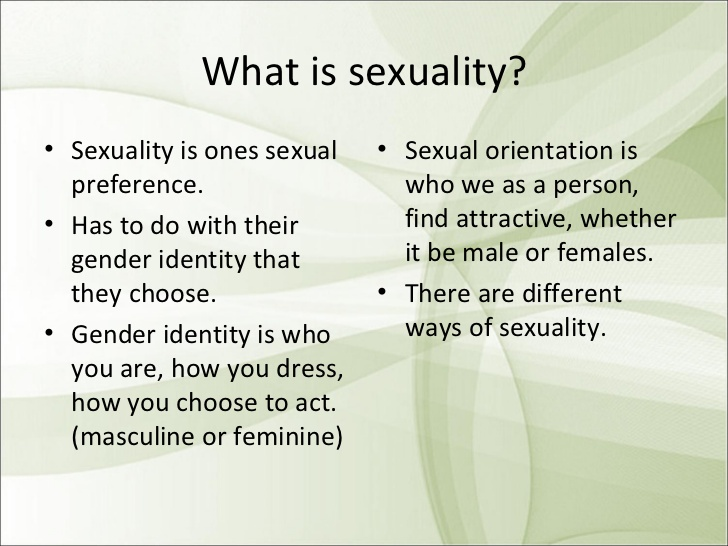 What is sexuality?
• Sexuality is ones sexual
preference.
• Has to do with their
gender identity that
they choose.
• Gender identity is who
you are, how you dress,
how you choose to act.
(masculine or feminine)
• Sexual orientation is
who we as a person,
find attractive, whether
it be male or females.
• There are different
ways of sexuality.